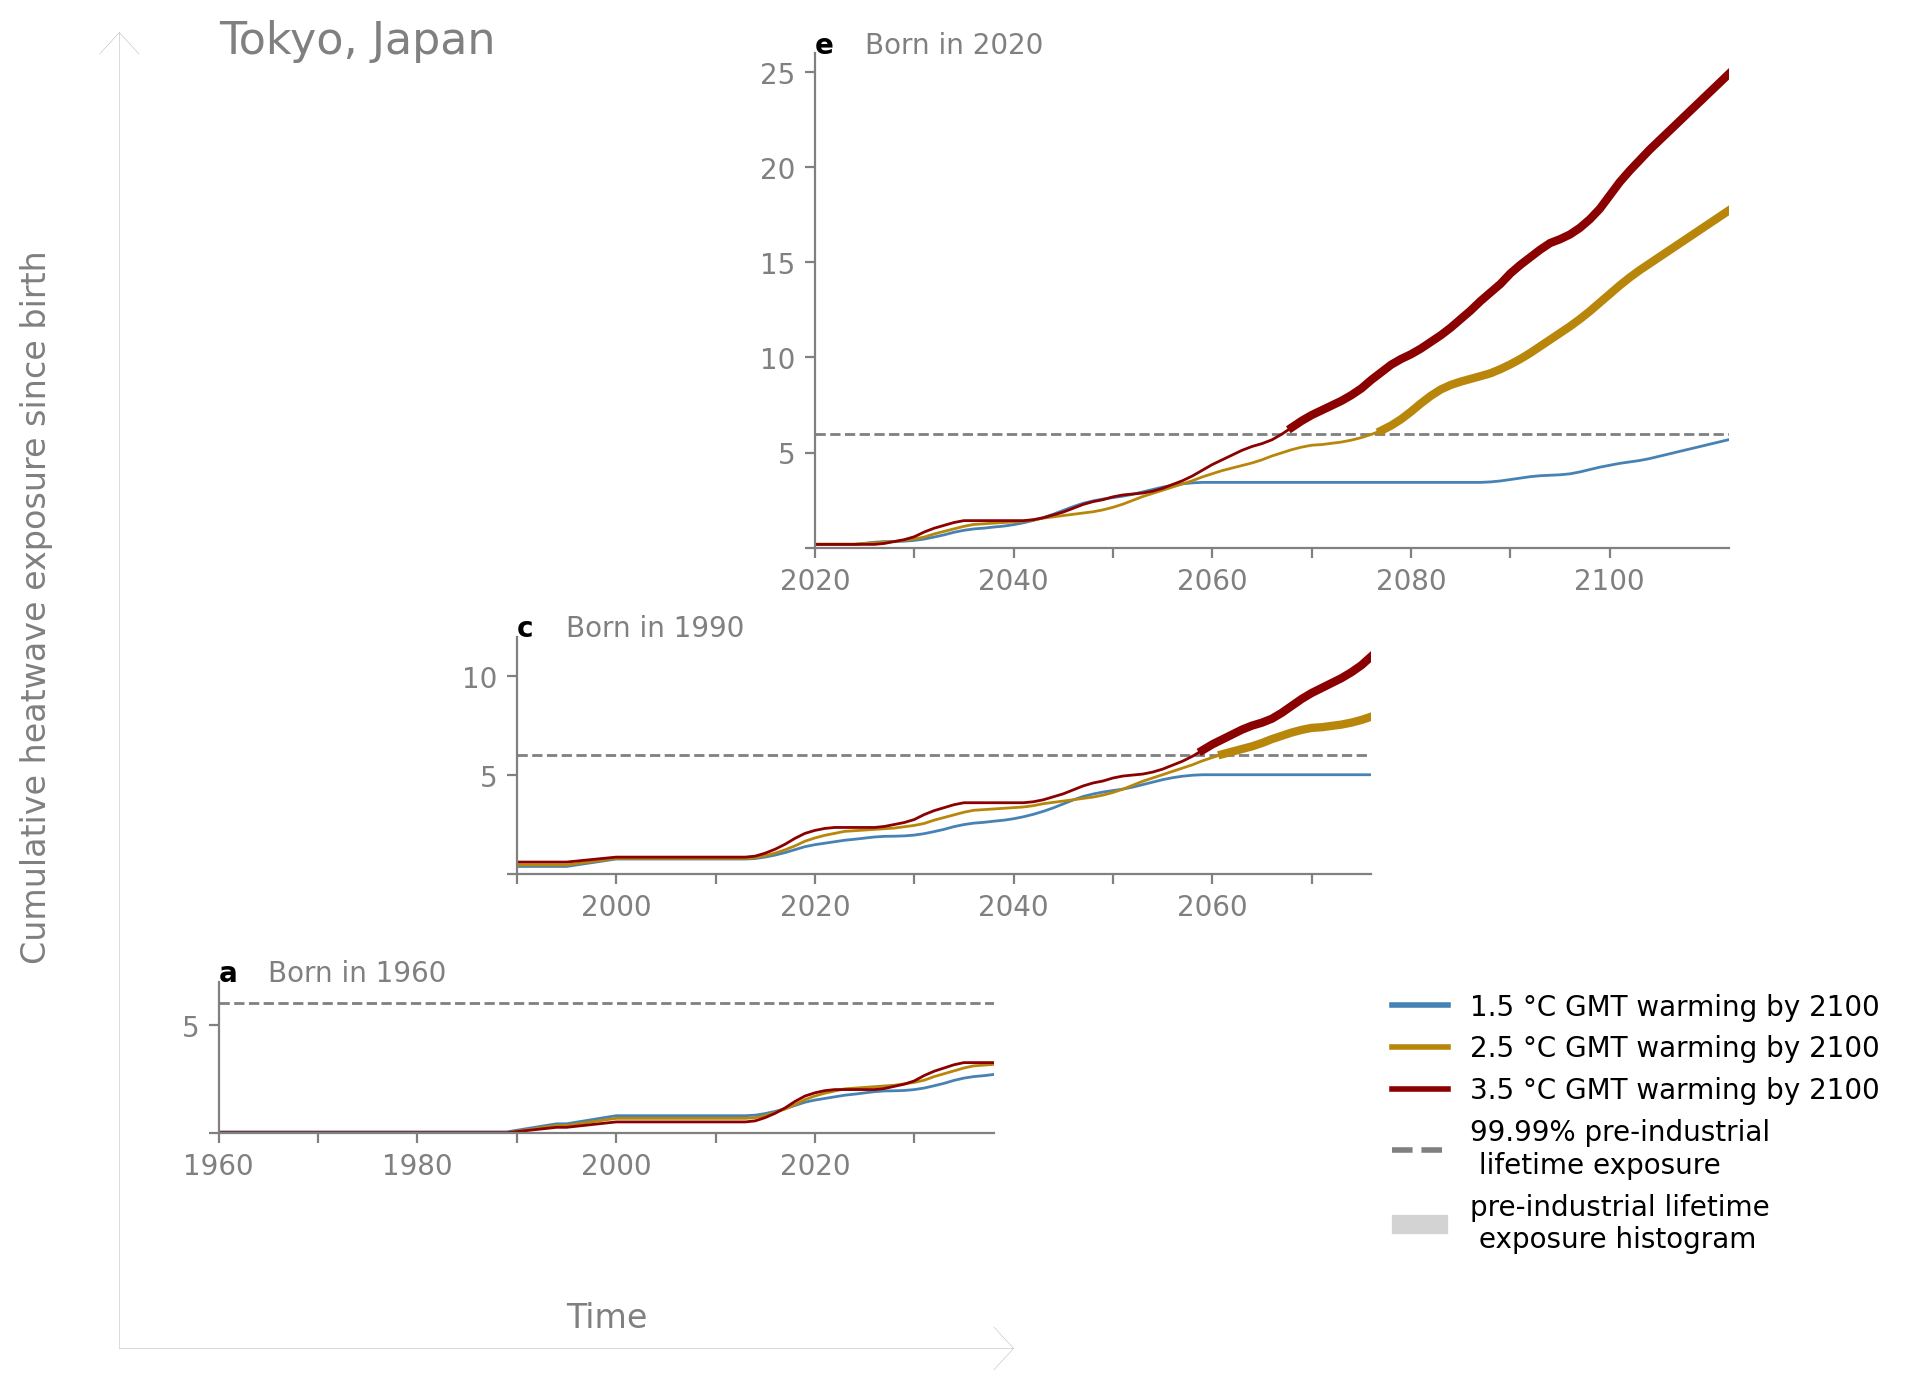 Tokyo, Japan
Cumulative heatwave exposure since birth
e Born in 2020
25
20
15
10
5
2020 2040 2060 2080 2100
c Born in 1990
10
5
2000 2020 2040 2060
a Born in 1960
5
1960 1980 2000 2020
1.5 °C GMT warming by 2100
2.5 °C GMT warming by 2100
3.5 °C GMT warming by 2100
99.99% pre-industrial
lifetime exposure
pre-industrial lifetime
exposure histogram
Time